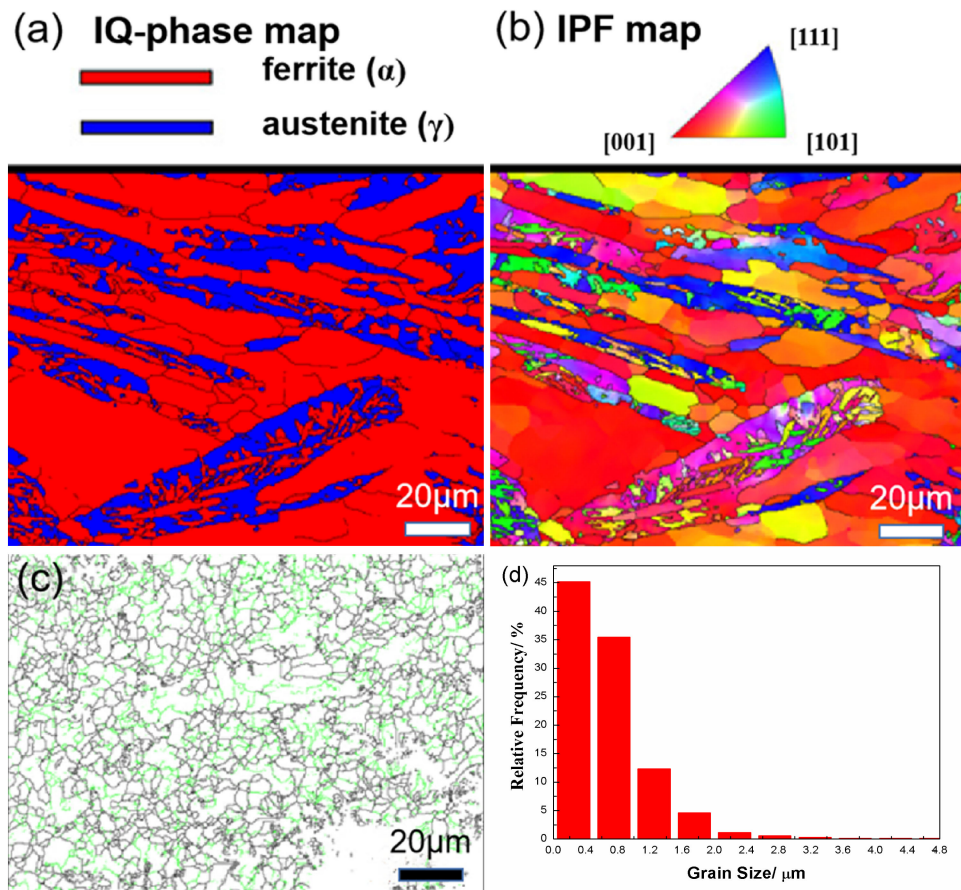 (a) IQ-phase map
ferrite (α)
austenite (γ)
20μm
(b) IPF map
[111]
[001]
[101]
20μm
(c)
20μm
(d)
Relative Frequency/ %
45
40
35
30
25
20
15
10
5
0
0.0 0.4 0.8 1.2 1.6 2.0 2.4 2.8 3.2 3.6 4.0 4.4 4.8
Grain Size/ μm